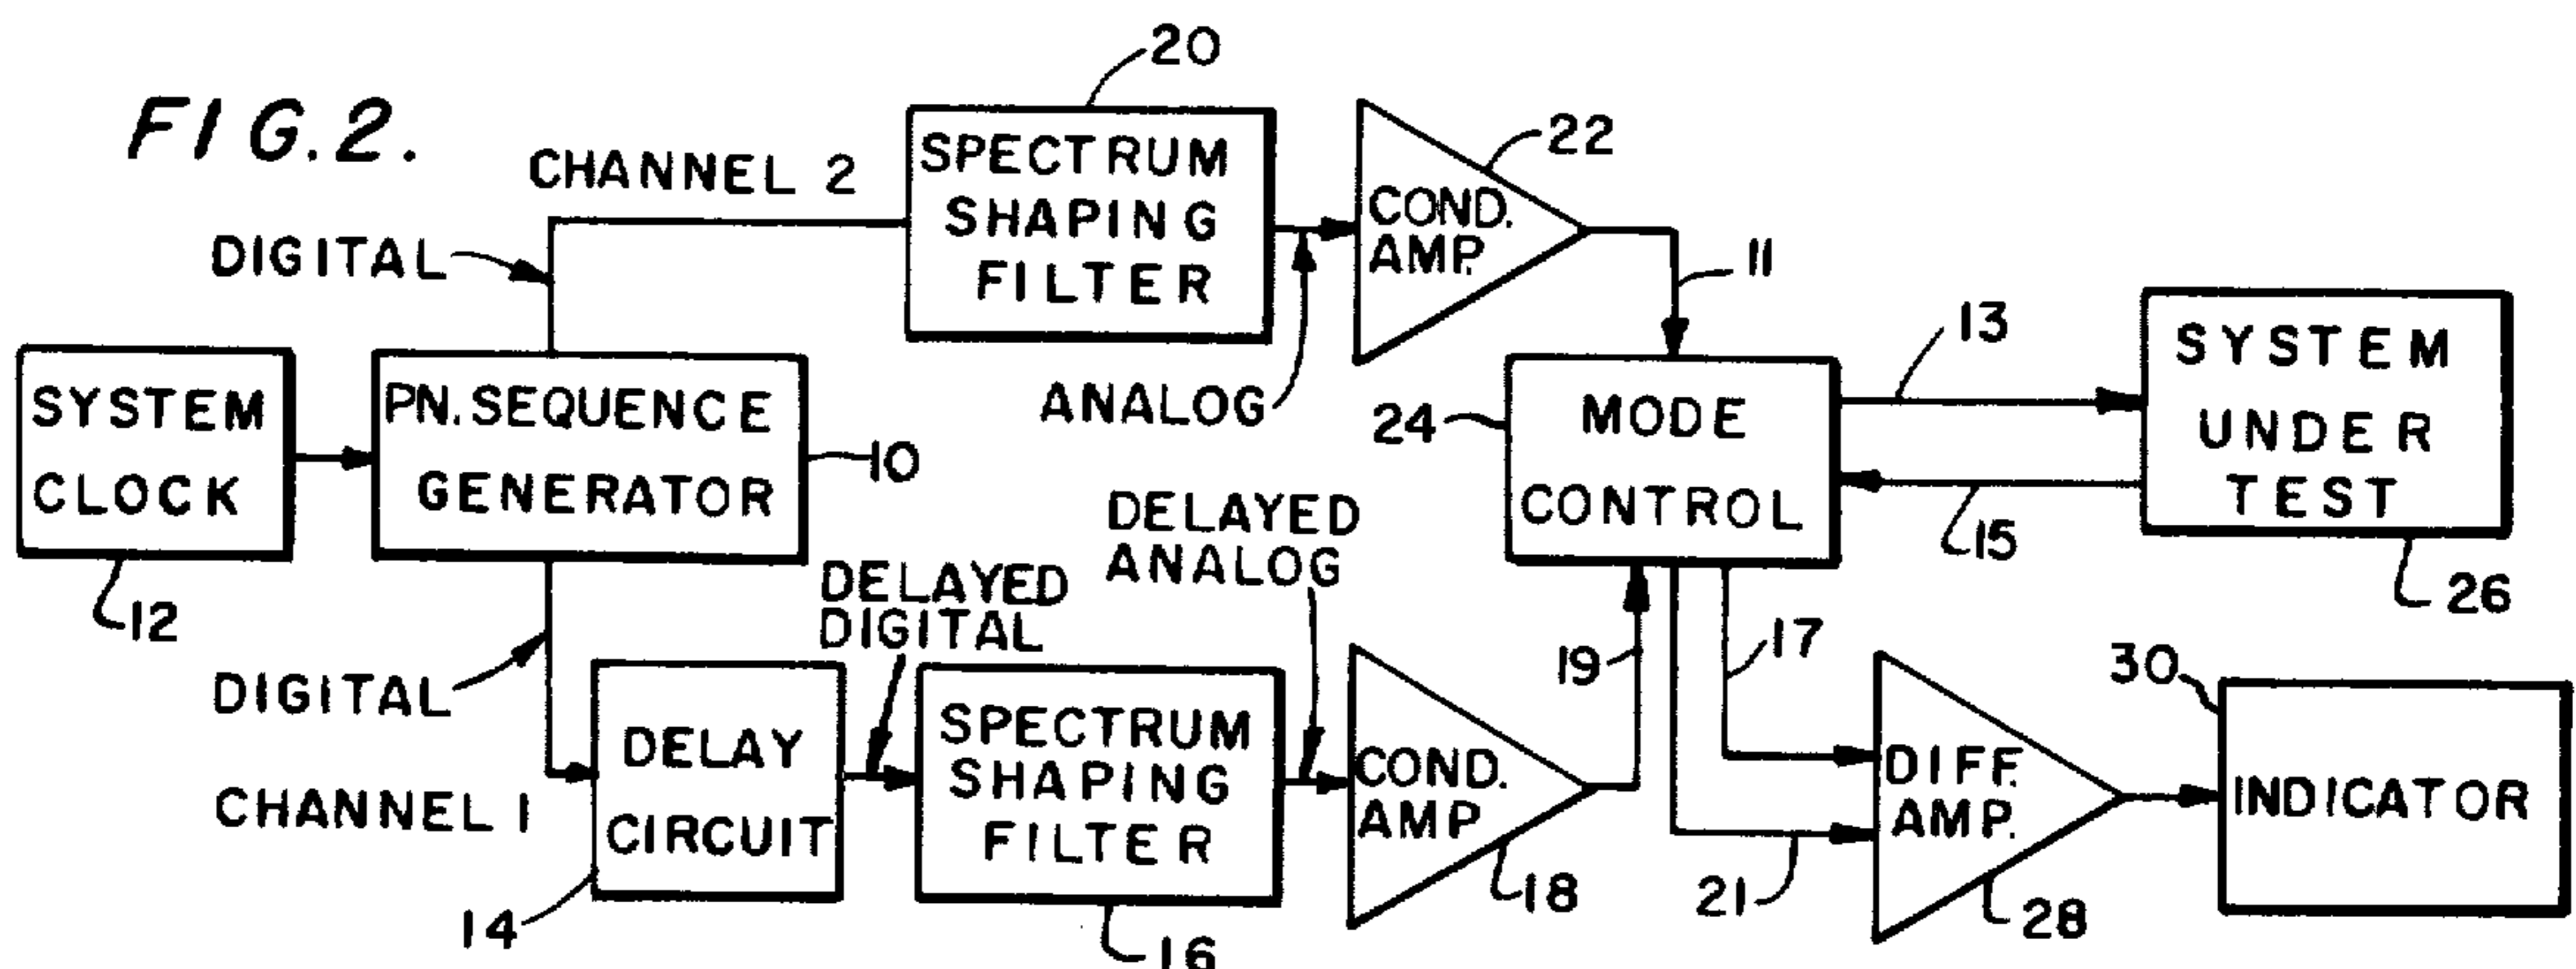 FIG.2.
20
22
CHANNEL 2
SPECTRUM
SHAPING
FILTER
COND.
AMP.
DIGITAL
11
ANALOG
13
SYSTEM
UNDER
TEST
SYSTEM
CLOCK
PN.SEQUENCE
GENERATOR
10
24
MODE
CONTROL
15
26
12
DIGITAL
DELAYED
DIGITAL
DELAYED
ANALOG
19
17
30
CHANNEL 1
DELAY
CIRCUIT
SPECTRUM
SHAPING
FILTER
COND.
AMP
DIFF.
AMP.
INDICATOR
14
16
18
21
28